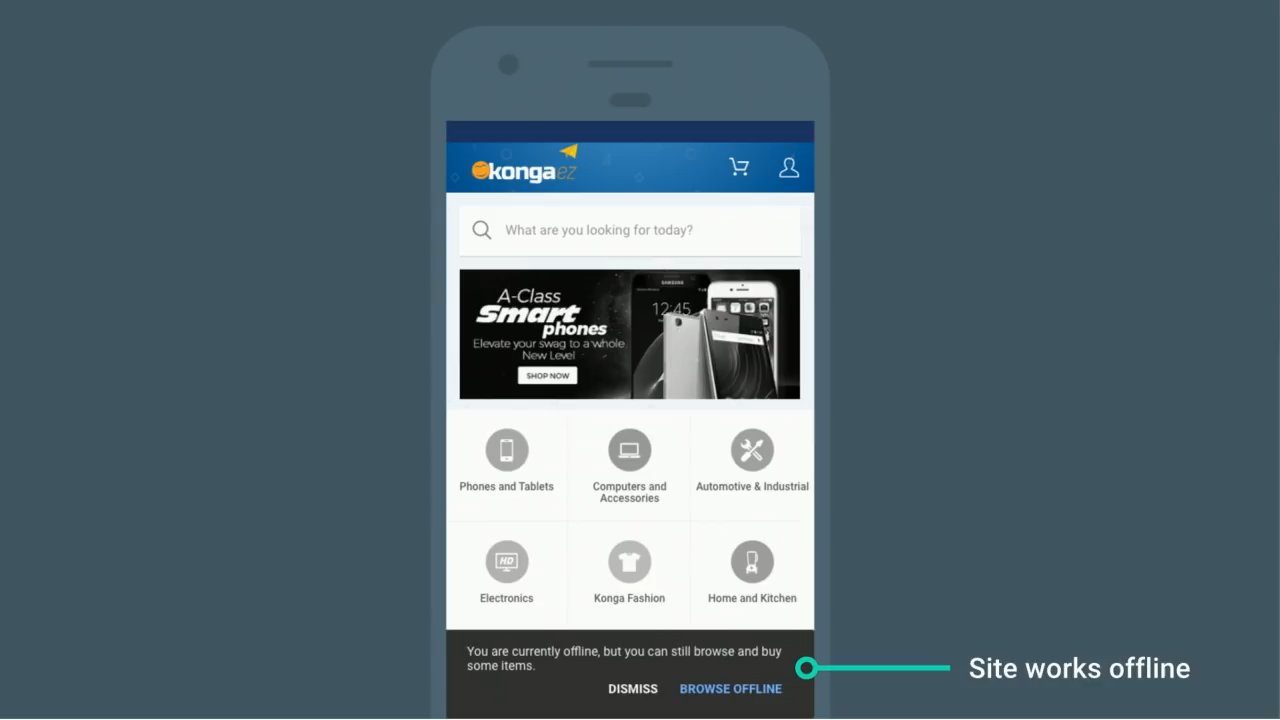 kongaez
What are you looking for today?
A-Class
Smart
phones
Elevate your swag to a whole
New Level
SHOP NOW
SAMSUNG
12:45
Phones and Tablets
Computers and
Accessories
Automotive & Industrial
HD
Electronics
Konga Fashion
Home and Kitchen
You are currently offline, but you can still browse and buy
some items.
DISMISS
BROWSE OFFLINE
Site works offline